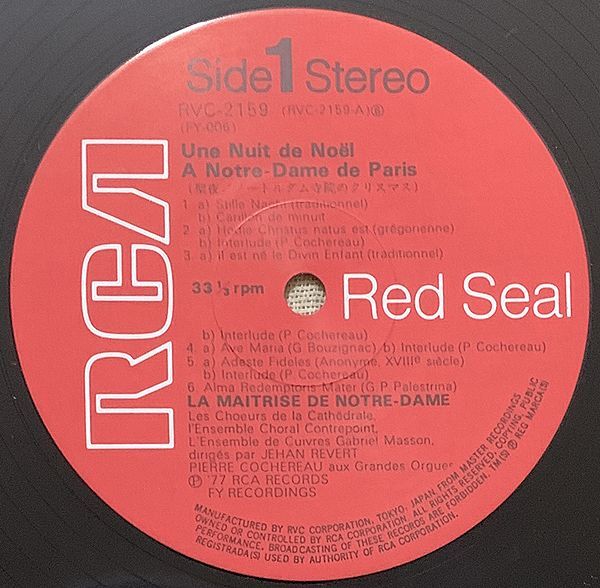 RCA
Side 1 Stereo
RVC-2159 (RVC-2159-A)Ⓑ
(FY-006)
Une Nuit de Noël
A Notre-Dame de Paris
(聖夜／ノートルダム寺院のクリスマス)
1. a) Stille Nacht (traditionnel)
b) Carillon de minuit
2. a) Hodie Christus natus est (grégorienne)
b) Interlude (P Cochereau)
3. a) il est né le Divin Enfant (traditionnel)
33 1/3 rpm
Red Seal
b) Interlude (P Cochereau)
4. a) Ave Maria (G Bouzignac) b) Interlude (P Cochereau)
5. a) Adeste Fideles (Anonyme, XVIIIe siècle)
b) Interlude (P Cochereau)
6. Alma Redemptoris Mater (G P Palestrina)
LA MAITRISE DE NOTRE-DAME
Les Choeurs de la Cathédrale,
l'Ensemble Choral Contrepoint,
L'Ensemble de Cuivres Gabriel Masson,
dirigés par JEHAN REVERT
PIERRE COCHEREAU aux Grandes Orgues
Ⓟ '77 RCA RECORDS
FY RECORDINGS
MANUFACTURED BY RVC CORPORATION, TOKYO, JAPAN, FROM MASTER RECORDINGS
OWNED OR CONTROLLED BY RCA CORPORATION. ALL RIGHTS RESERVED. COPYING, PUBLIC
PERFORMANCE, BROADCASTING OF THESE RECORDS ARE FORBIDDEN. TM(S) ® REG MARCA(S)
REGISTRADA(S) USED BY AUTHORITY OF RCA CORPORATION.